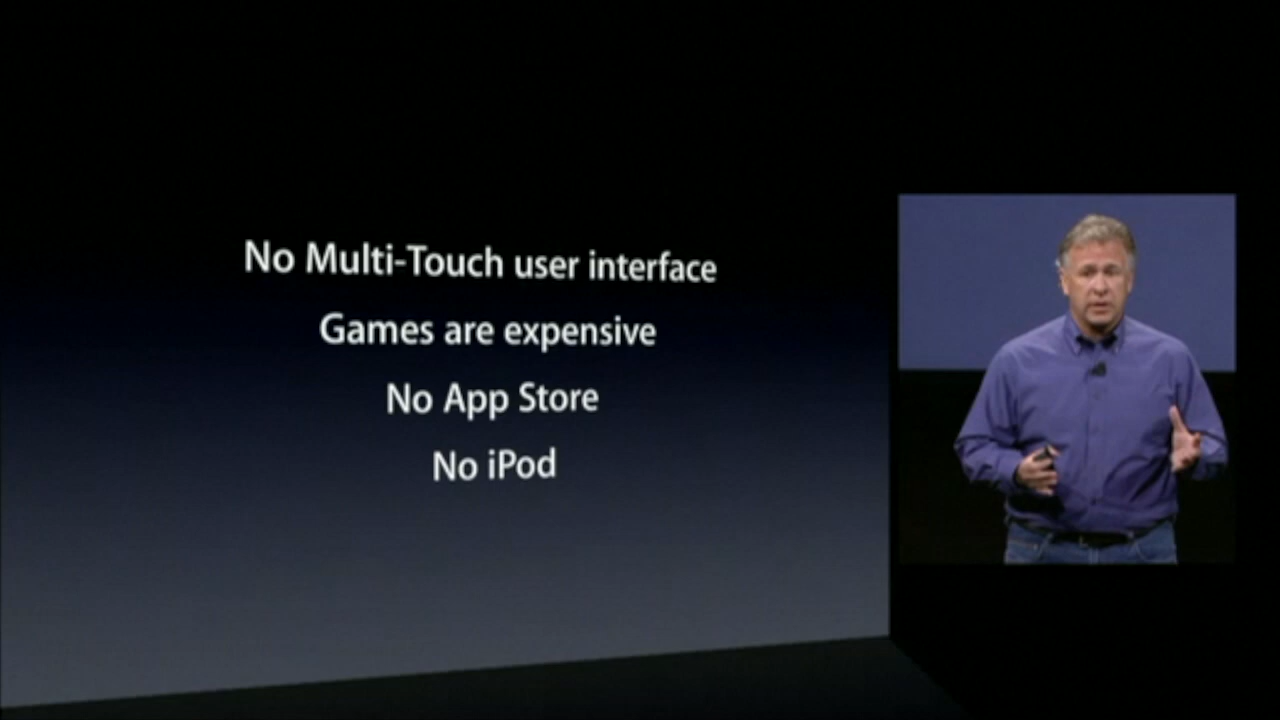 No Multi-Touch user interface
Games are expensive
No App Store
No iPod